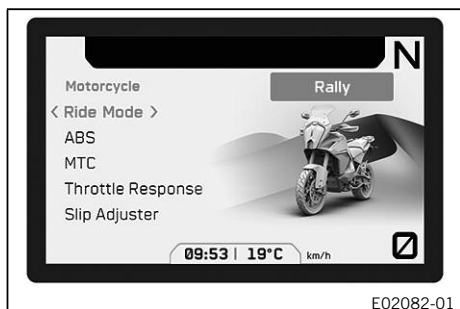 N
Motorcycle
Rally
< Ride Mode >
ABS
MTC
Throttle Response
Slip Adjuster
09:53 | 19°C km/h
0
E02082-01